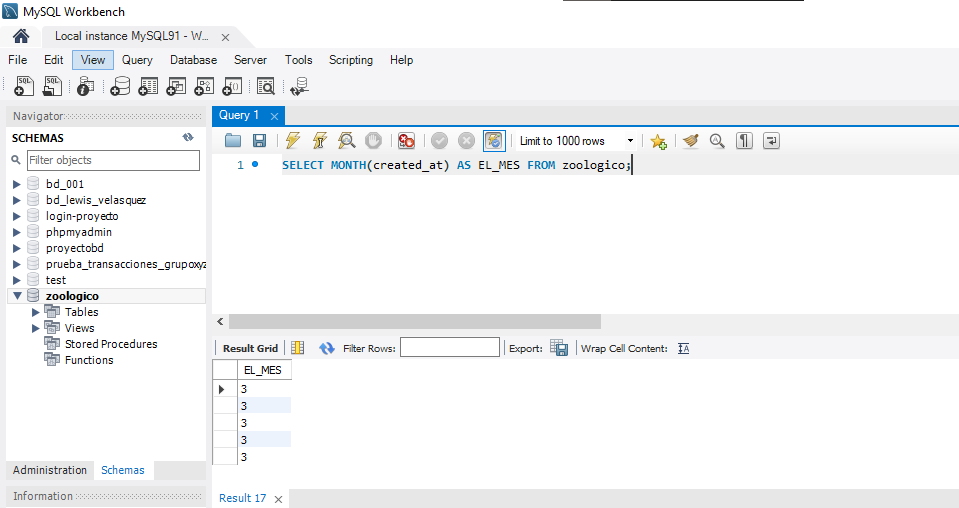 MySQL Workbench
Local instance MySQL91 - W... ×
File Edit View Query Database Server Tools Scripting Help
Navigator
SCHEMAS
Filter objects
bd_001
bd_lewis_velasquez
login-proyecto
phpmyadmin
proyectobd
prueba_transacciones_grupoxyz
test
zoologico
Tables
Views
Stored Procedures
Functions
Administration Schemas
Information
Query 1 ×
Limit to 1000 rows
1 SELECT MONTH(created_at) AS EL_MES FROM zoologico;
Result Grid Filter Rows: Export: Wrap Cell Content:
EL_MES
3
3
3
3
3
Result 17 ×